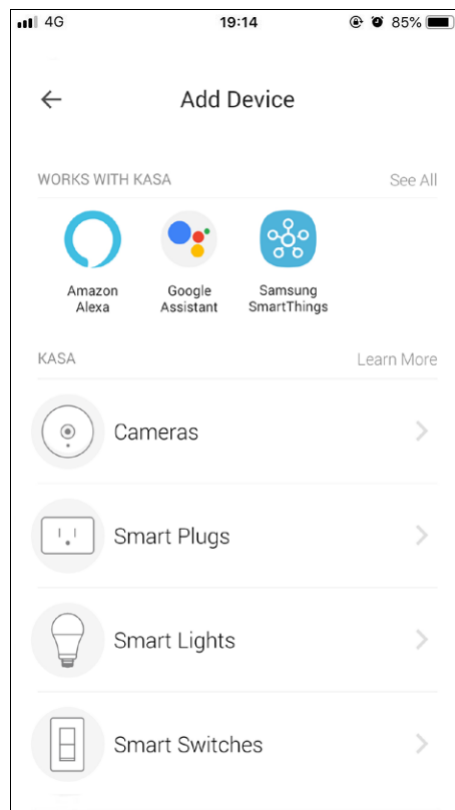 4G 19:14 85%
Add Device
WORKS WITH KASA See All
Amazon Alexa
Google Assistant
Samsung SmartThings
KASA Learn More
Cameras
Smart Plugs
Smart Lights
Smart Switches